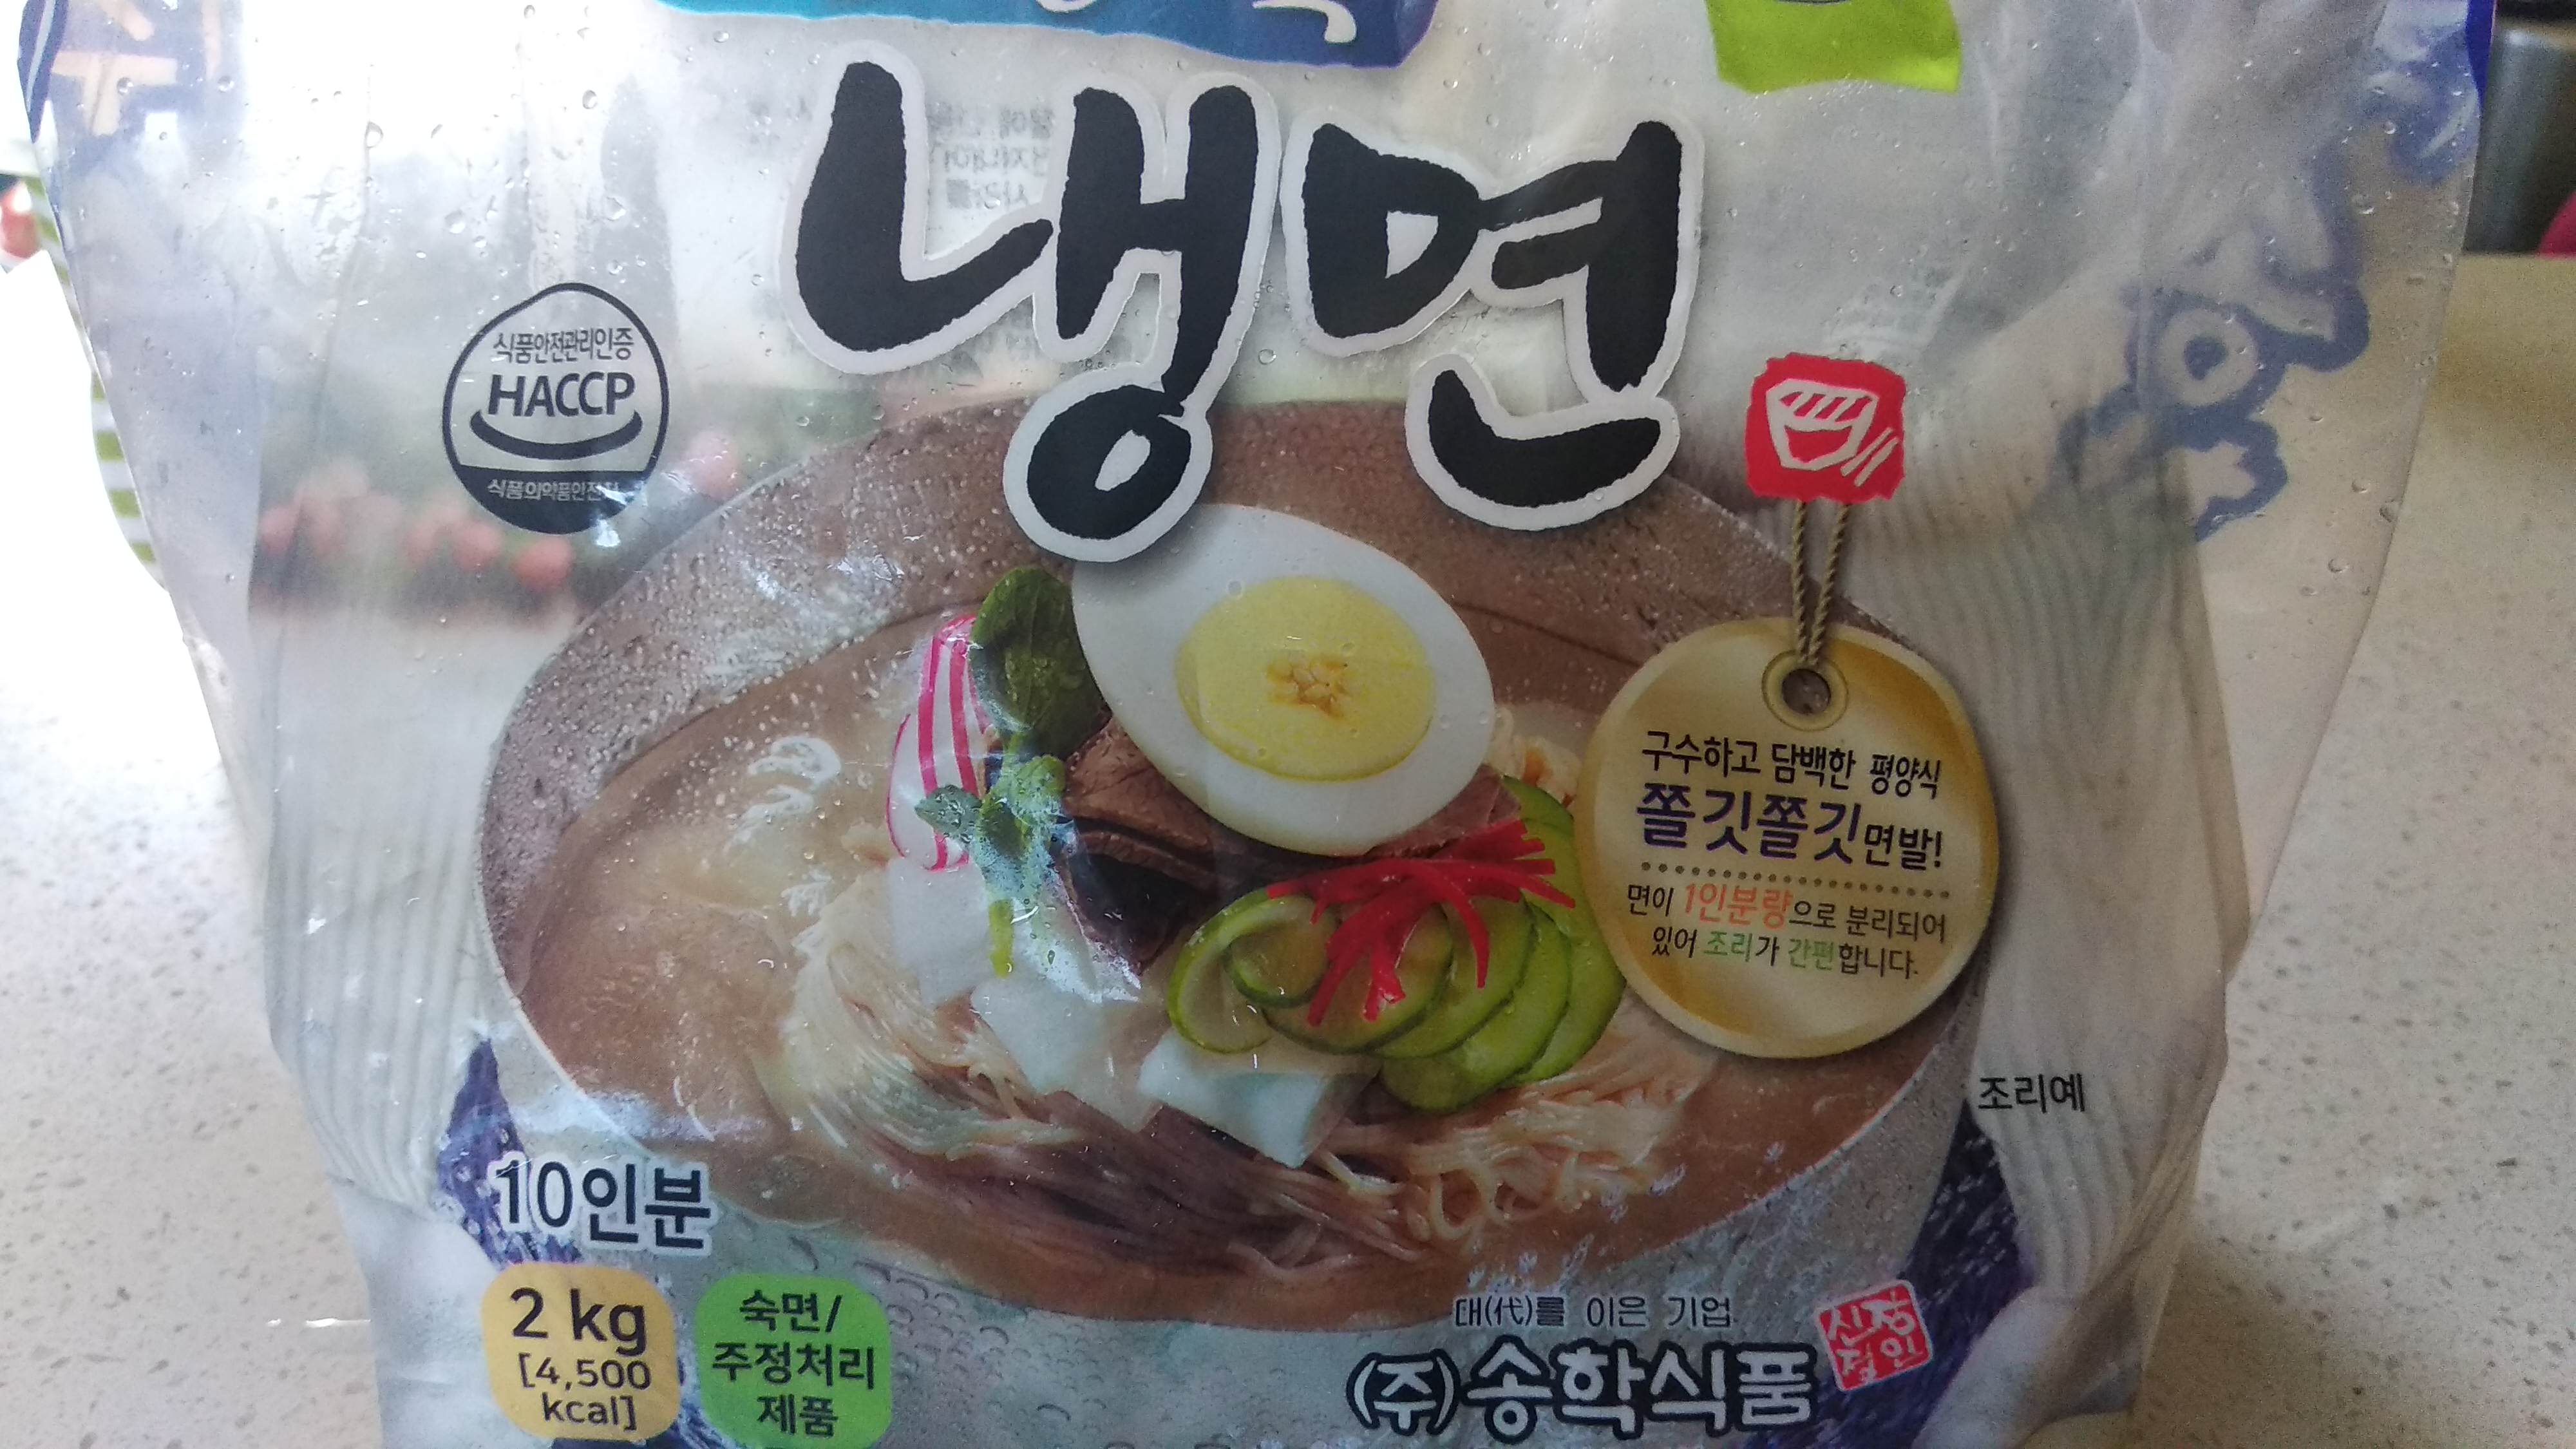 냉면
식품안전관리인증
HACCP
식품의약품안전처
구수하고 담백한 평양식
쫄깃쫄깃면발!
면이 1인분량으로 분리되어
있어 조리가 간편합니다.
조리예
10인분
2 kg
[4,500
kcal]
숙면/
주정처리
제품
대(代)를 이은 기업
(주)송학식품